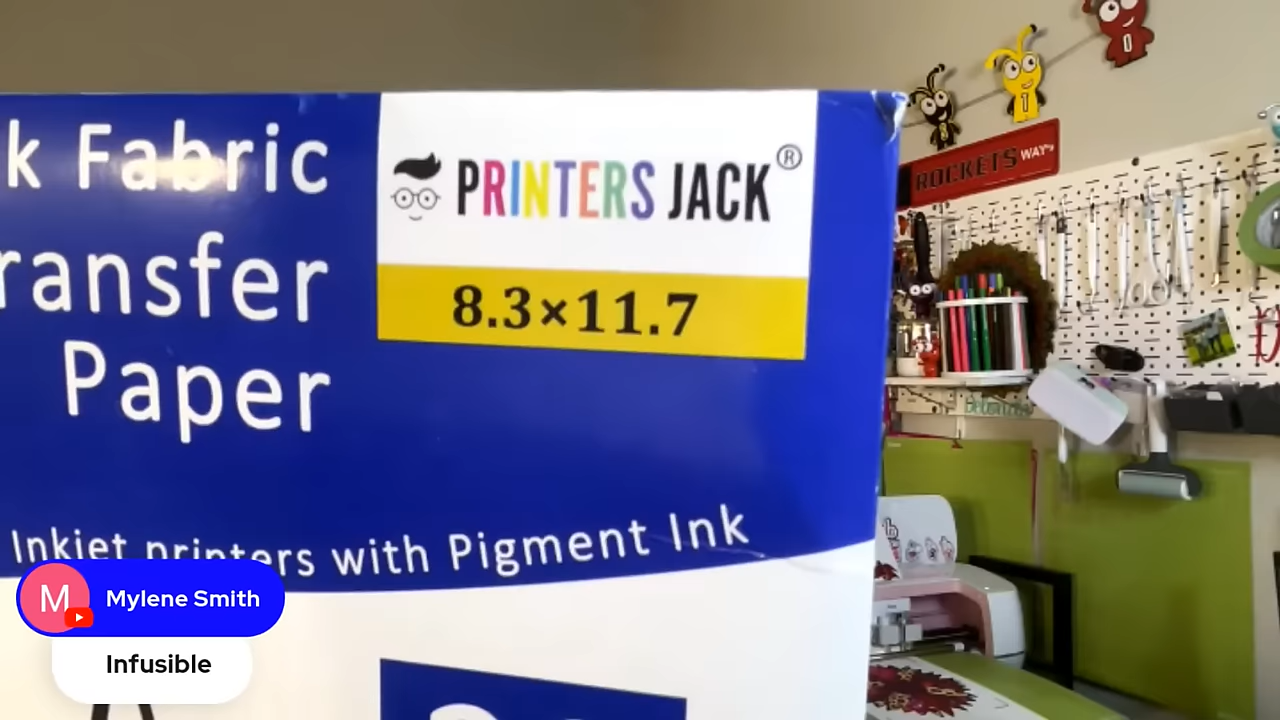 k Fabric
ransfer
Paper
PRINTERS JACK®
8.3×11.7
Inkjet printers with Pigment Ink
ROCKETS WAY's
M Mylene Smith
Infusible